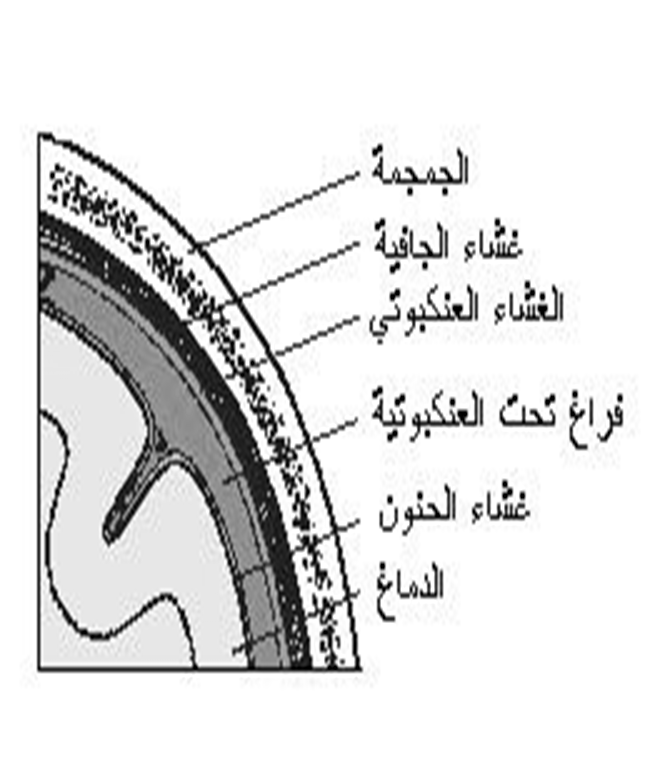 الجمجمة
غشاء الجافية
الغشاء العنكبوتي
فراغ تحت العنكبوتية
غشاء الحنون
الدماغ